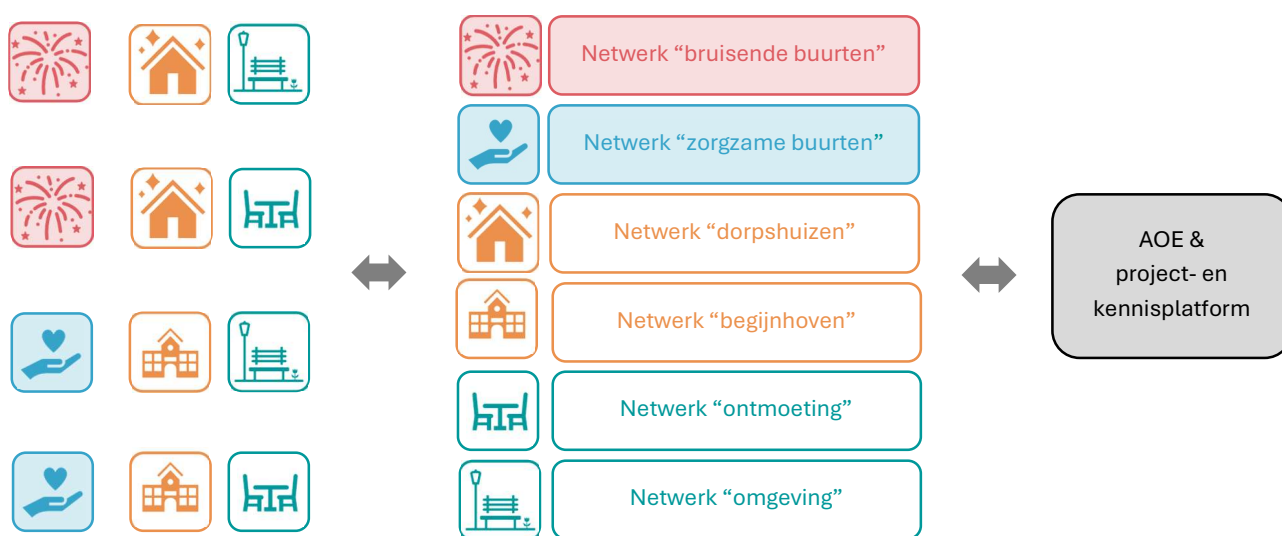 Netwerk “bruisende buurten”
Netwerk “zorgzame buurten”
Netwerk “dorpshuizen”
Netwerk “begijnhoven”
Netwerk “ontmoeting”
Netwerk “omgeving”
AOE &
project- en
kennisplatform